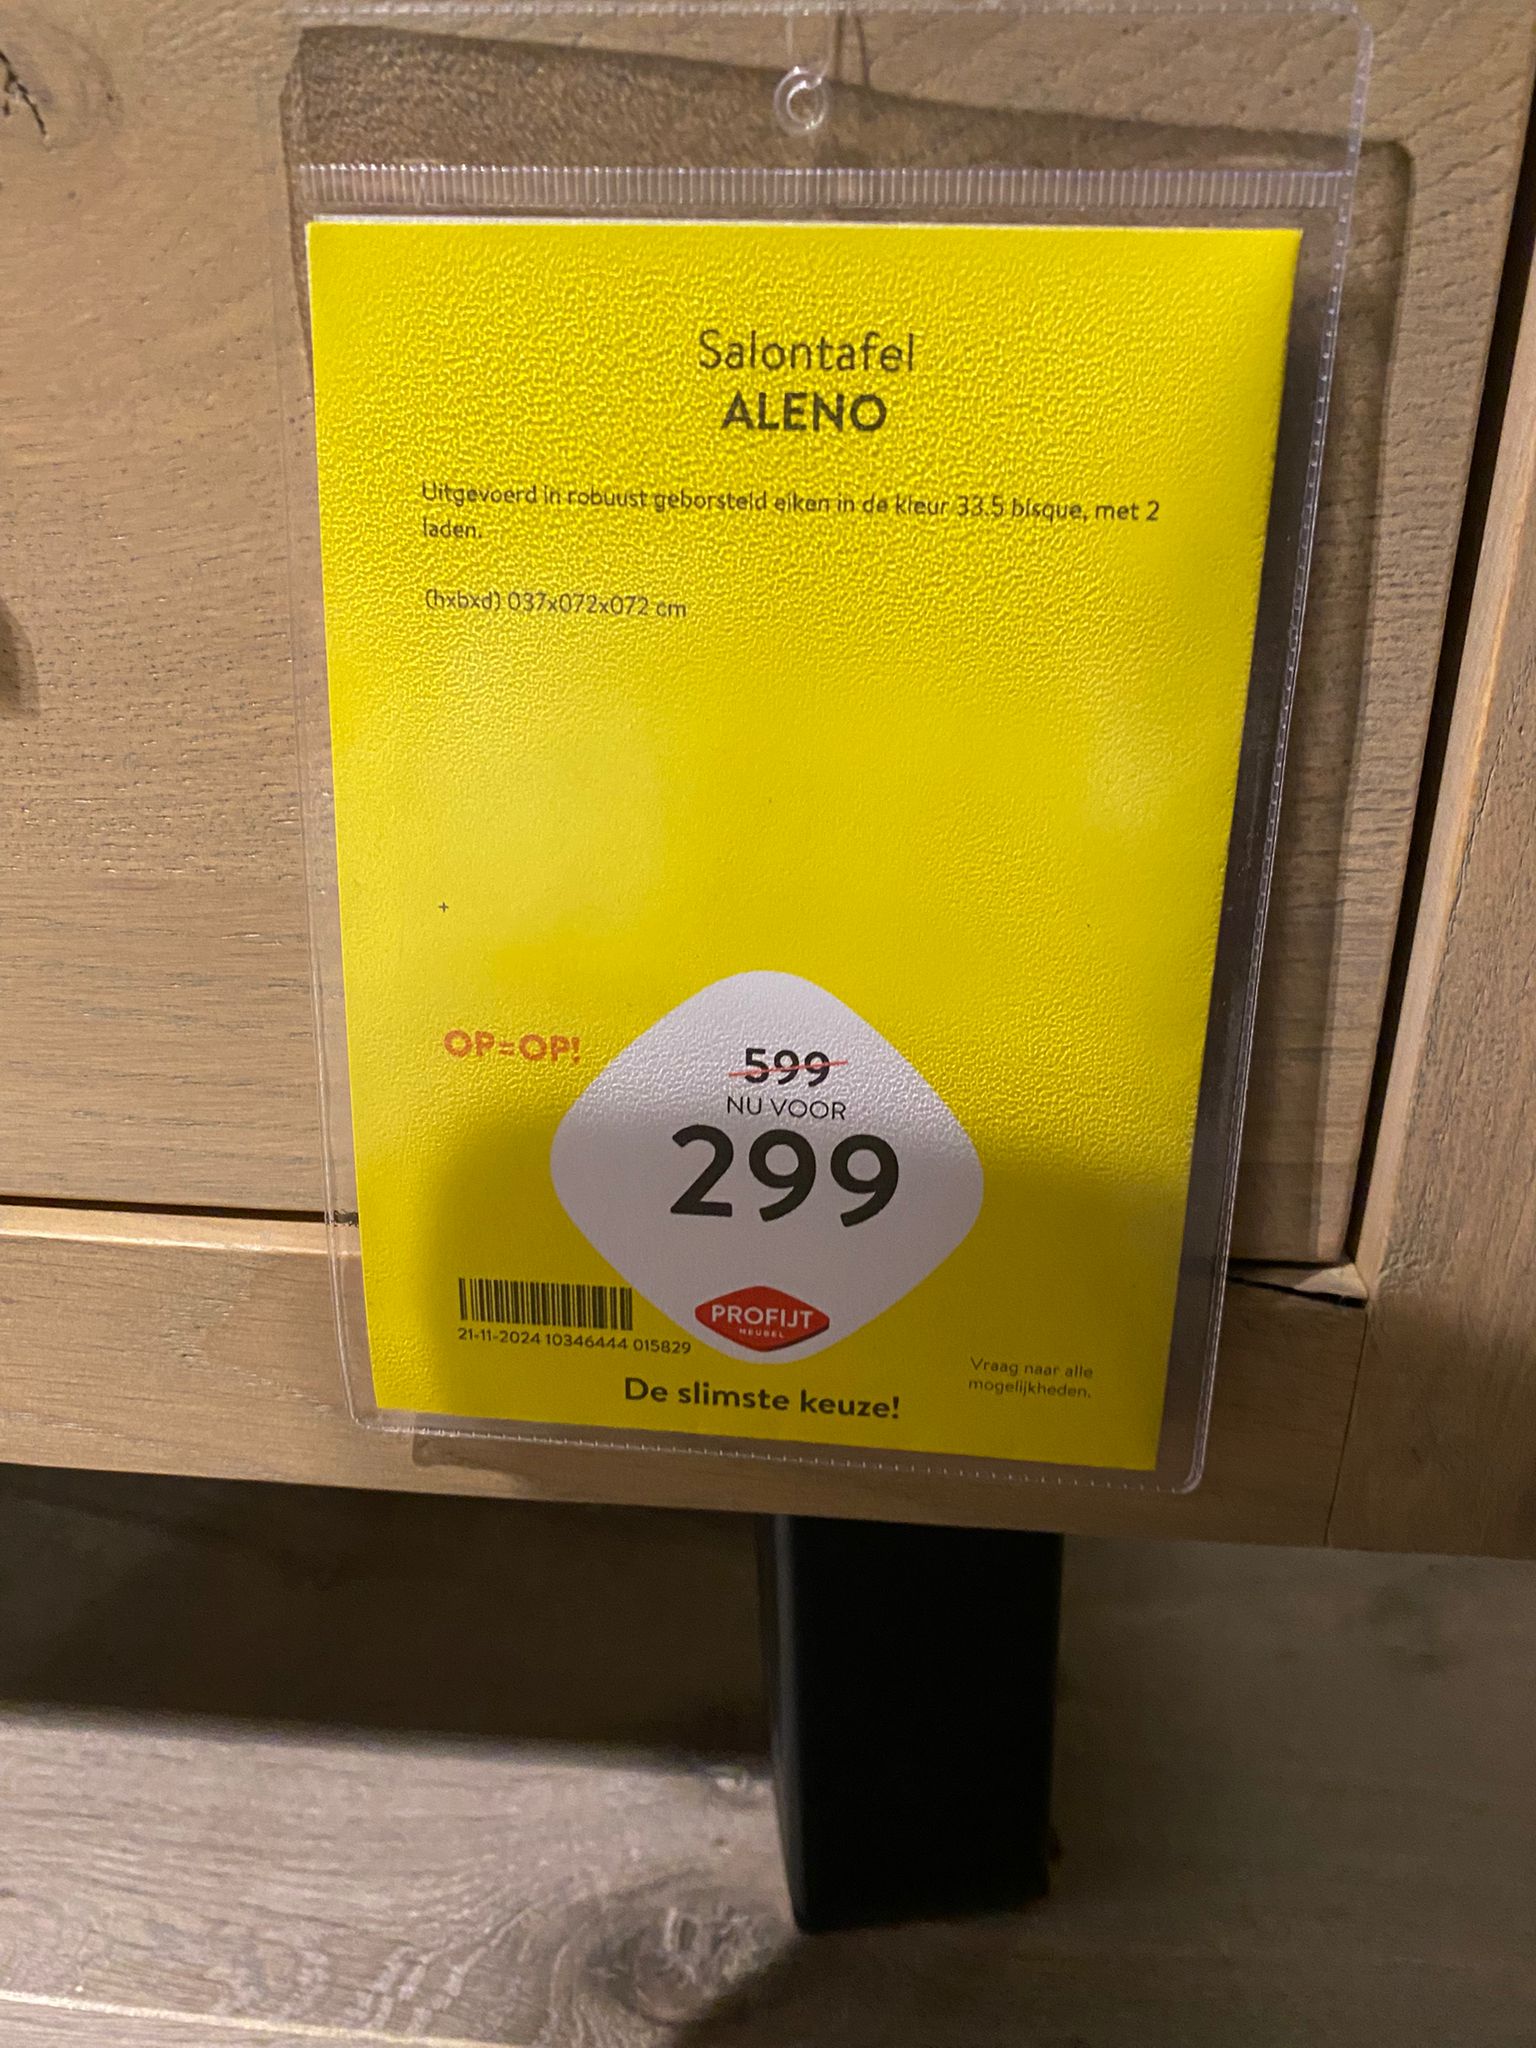 Salontafel
ALENO
Uitgevoerd in robuust geborsteld eiken in de kleur 33.5 bisque, met 2
laden.
(hxbxd) 037x072x072 cm
+
OP=OP!
599
NU VOOR
299
PROFIJT
MEUBEL
21-11-2024 10346444 015829
De slimste keuze!
Vraag naar alle
mogelijkheden.